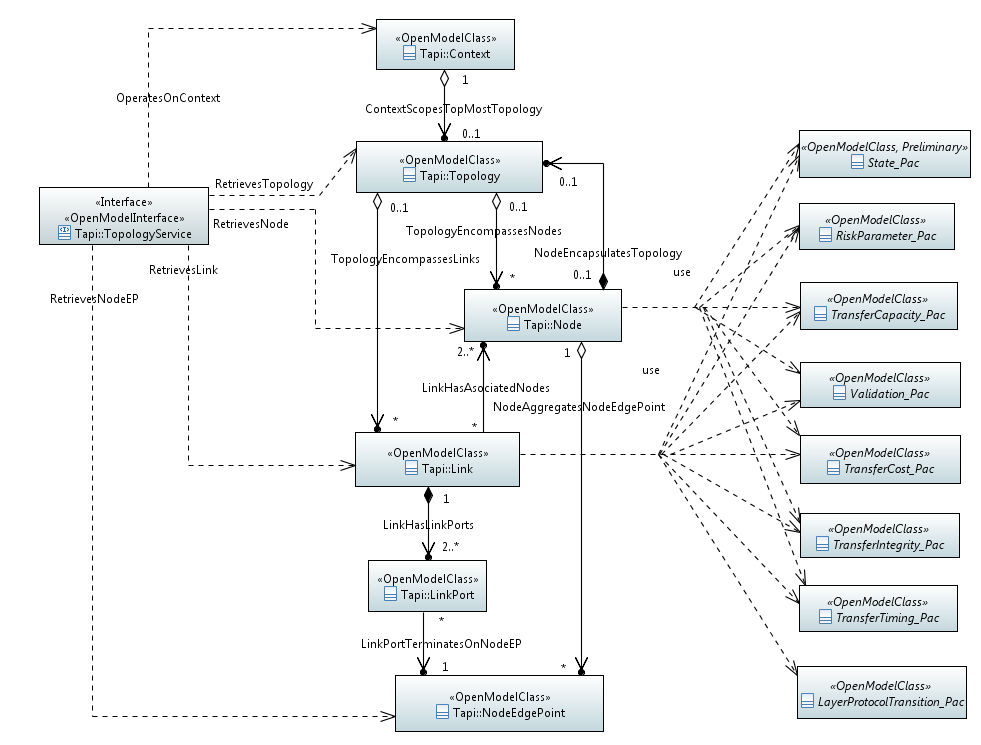 «OpenModelClass»
Tapi::Context
1
OperatesOnContext
ContextScopesTopMostTopology
0..1
«OpenModelClass»
Tapi::Topology
0..1
RetrievesTopology
«Interface»
«OpenModelInterface»
Tapi::TopologyService
0..1
0..1
RetrievesNode
TopologyEncompassesNodes
NodeEncapsulatesTopology
TopologyEncompassesLinks
RetrievesLink
*
0..1
use
RetrievesNodeEP
«OpenModelClass»
Tapi::Node
2..*
1
use
LinkHasAsociatedNodes
NodeAggregatesNodeEdgePoint
*
*
«OpenModelClass»
Tapi::Link
1
LinkHasLinkPorts
2..*
«OpenModelClass»
Tapi::LinkPort
*
LinkPortTerminatesOnNodeEP
1
*
«OpenModelClass»
Tapi::NodeEdgePoint
«OpenModelClass, Preliminary»
State_Pac
«OpenModelClass»
RiskParameter_Pac
«OpenModelClass»
TransferCapacity_Pac
«OpenModelClass»
Validation_Pac
«OpenModelClass»
TransferCost_Pac
«OpenModelClass»
TransferIntegrity_Pac
«OpenModelClass»
TransferTiming_Pac
«OpenModelClass»
LayerProtocolTransition_Pac